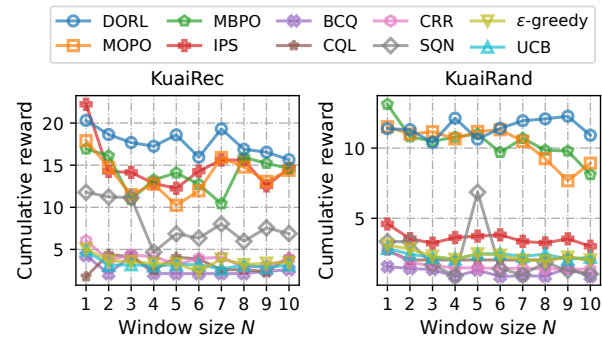 DORL MBPO BCQ CRR ε-greedy
MOPO IPS CQL SQN UCB
KuaiRec KuaiRand
Cumulative reward
20
15
10
5
1 2 3 4 5 6 7 8 9 10
Window size N
Cumulative reward
10
5
1 2 3 4 5 6 7 8 9 10
Window size N